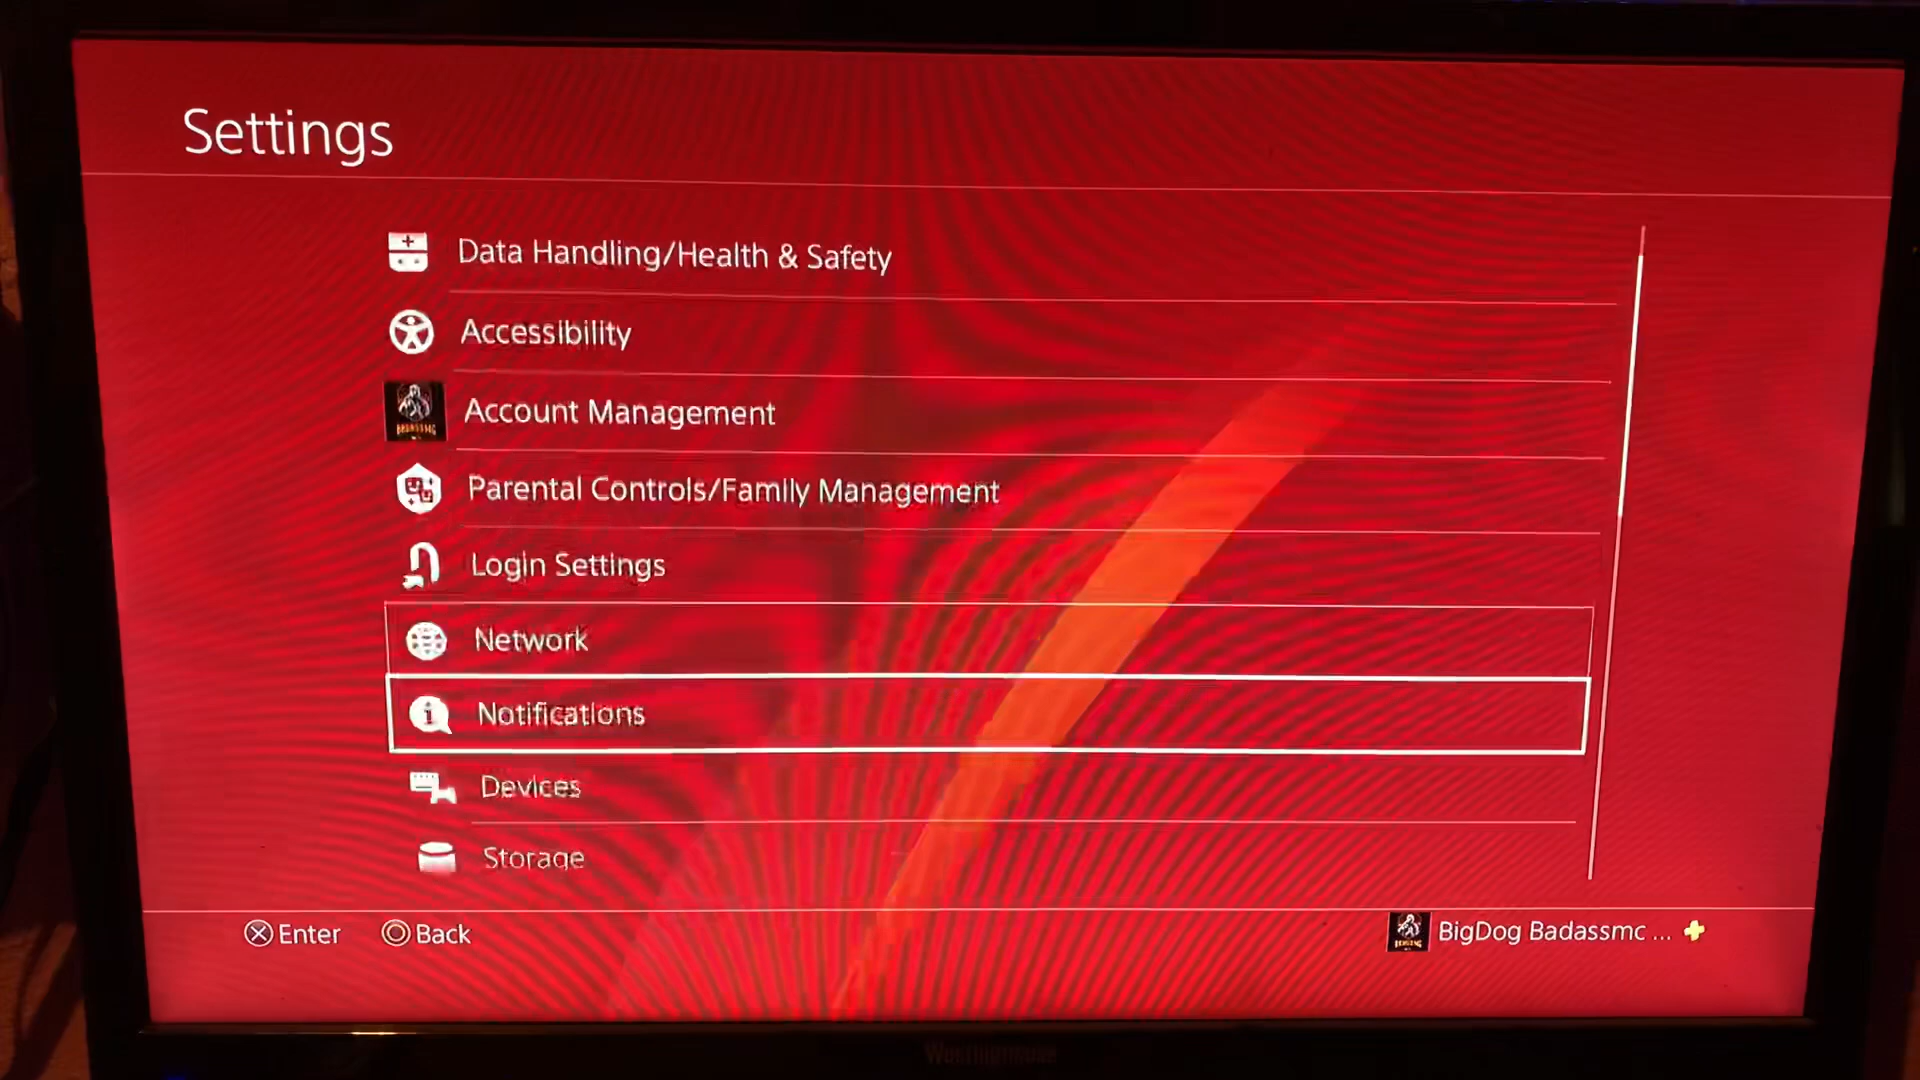 Settings
Data Handling/Health & Safety
Accessibility
Account Management
Parental Controls/Family Management
Login Settings
Network
Notifications
Devices
Storage
Enter Back
BigDog Badassmc ...
Westinghouse